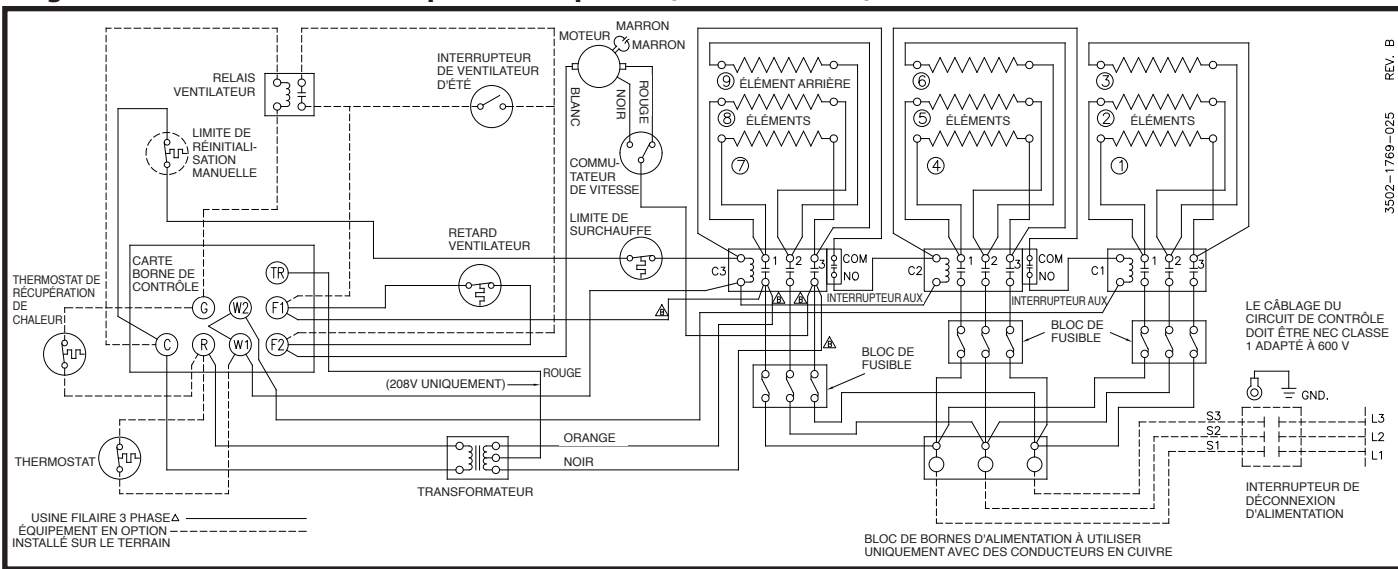 MARRON
MOTEUR
MARRON
INTERRUPTEUR
DE VENTILATEUR
D'ÉTÉ
RELAIS
VENTILATEUR
BLANC
NOIR
ROUGE
LIMITE DE
RÉINITIALI-
SATION
MANUELLE
COMMU-
TATEUR
DE VITESSE
9 ÉLÉMENT ARRIÈRE
8 ÉLÉMENTS
7
6
5 ÉLÉMENTS
4
3
2 ÉLÉMENTS
1
3502-1769-025 REV. B
RETARD
VENTILATEUR
LIMITE DE
SURCHAUFFE
C3 1 2 3 COM
NO
C2 1 2 3 COM
NO
C1 1 2 3
INTERRUPTEUR AUX
INTERRUPTEUR AUX
B
B
B
B
CARTE
BORNE DE
CONTRÔLE
TR
G W2 F1
C R W1 F2
THERMOSTAT DE
RÉCUPÉRATION
DE
CHALEUR
BLOC DE
FUSIBLE
BLOC DE
FUSIBLE
LE CÂBLAGE DU
CIRCUIT DE CONTRÔLE
DOIT ÊTRE NEC CLASSE
1 ADAPTÉ À 600 V
GND.
ROUGE
(208V UNIQUEMENT)
ORANGE
NOIR
TRANSFORMATEUR
THERMOSTAT
S3 L3
S2 L2
S1 L1
INTERRUPTEUR DE
DÉCONNEXION
D'ALIMENTATION
USINE FILAIRE 3 PHASE△
ÉQUIPEMENT EN OPTION
INSTALLÉ SUR LE TERRAIN
BLOC DE BORNES D'ALIMENTATION À UTILISER
UNIQUEMENT AVEC DES CONDUCTEURS EN CUIVRE